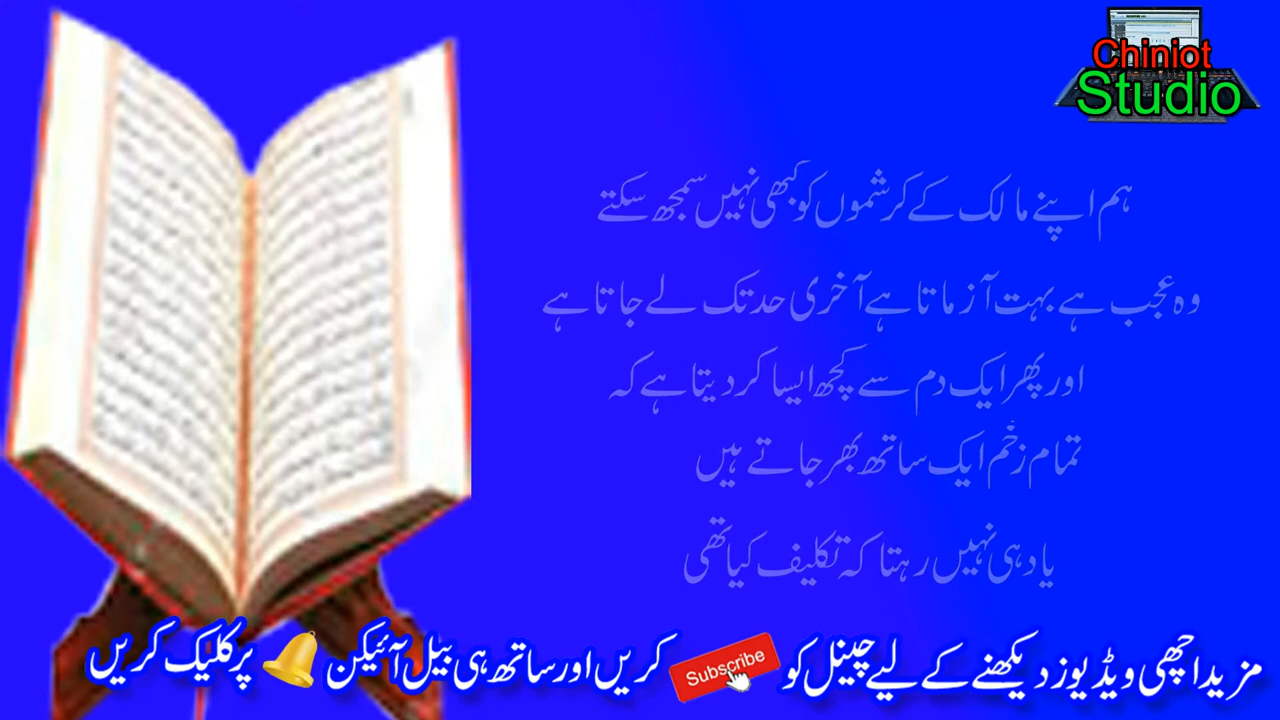 Chiniot
Studio
ہم اپنے مالک کے کرشموں کو کبھی نہیں سمجھ سکتے
وہ عجب ہے بہت آزماتا ہے آخری حد تک لے جاتا ہے
اور پھر ایک دم سے کچھ ایسا کر دیتا ہے کہ
تمام زخم ایک ساتھ بھر جاتے ہیں
یاد ہی نہیں رہتا کہ تکلیف کیا تھی
مزید اچھی ویڈیوز دیکھنے کے لیے چینل کو Subscribe کریں اور ساتھ ہی بیل آئیکن پر کلیک کریں